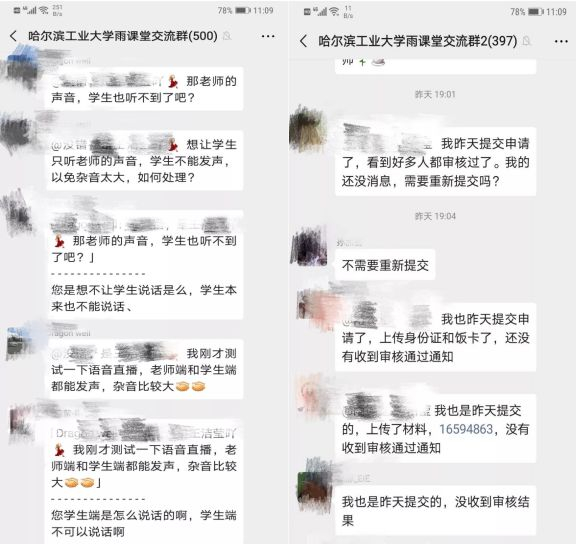 78% 11:09
哈尔滨工业大学雨课堂交流群(500)
Dragon well
那老师的
声音，学生也听不到了吧？
想让学生
只听老师的声音，学生不能发声，
以免杂音太大，如何处理？
那老师的声音，学生也听不到
了吧？」
- - - - - - - - - - - - - - -
您是想不让学生说话是么，学生本
来也不能说话、
Dragon well
我刚才测
试一下语音直播，老师端和学生端
都能发声，杂音比较大
王洁莹吖
我刚才测试一下语音直播，老
师端和学生端都能发声，杂音比较
大」
- - - - - - - - - - - - - - -
您学生端是怎么说话的啊，学生端
不可以说话啊
11
B/s
78% 11:09
哈尔滨工业大学雨课堂交流群2(397)
师
昨天 19:01
我昨天提交申请
了，看到好多人都审核过了。我的
还没消息，需要重新提交吗？
昨天 19:04
不需要重新提交
我也昨天提交申
请了，上传身份证和饭卡了，还没
有收到审核通过通知
我也是昨天提交
的，上传了材料，16594863，没有
收到审核通过通知
我也是昨天提交的，没收到审核结
果